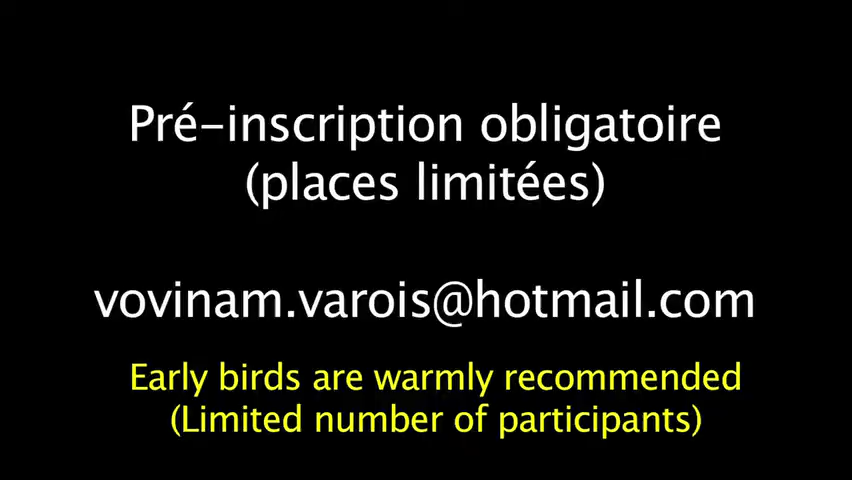 Pré-inscription obligatoire
(places limitées)
vovinam.varois@hotmail.com
Early birds are warmly recommended
(Limited number of participants)